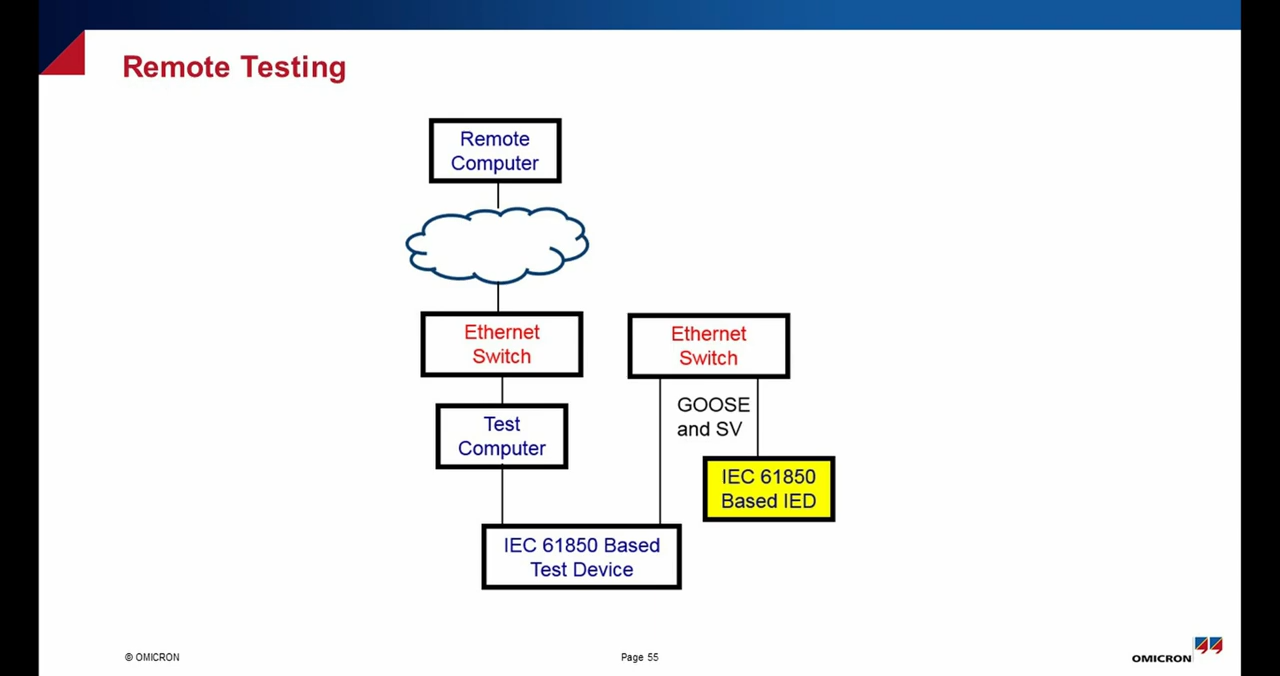 Remote Testing
Remote
Computer
Ethernet
Switch
Ethernet
Switch
GOOSE
and SV
Test
Computer
IEC 61850
Based IED
IEC 61850 Based
Test Device
© OMICRON
Page 55
OMICRON